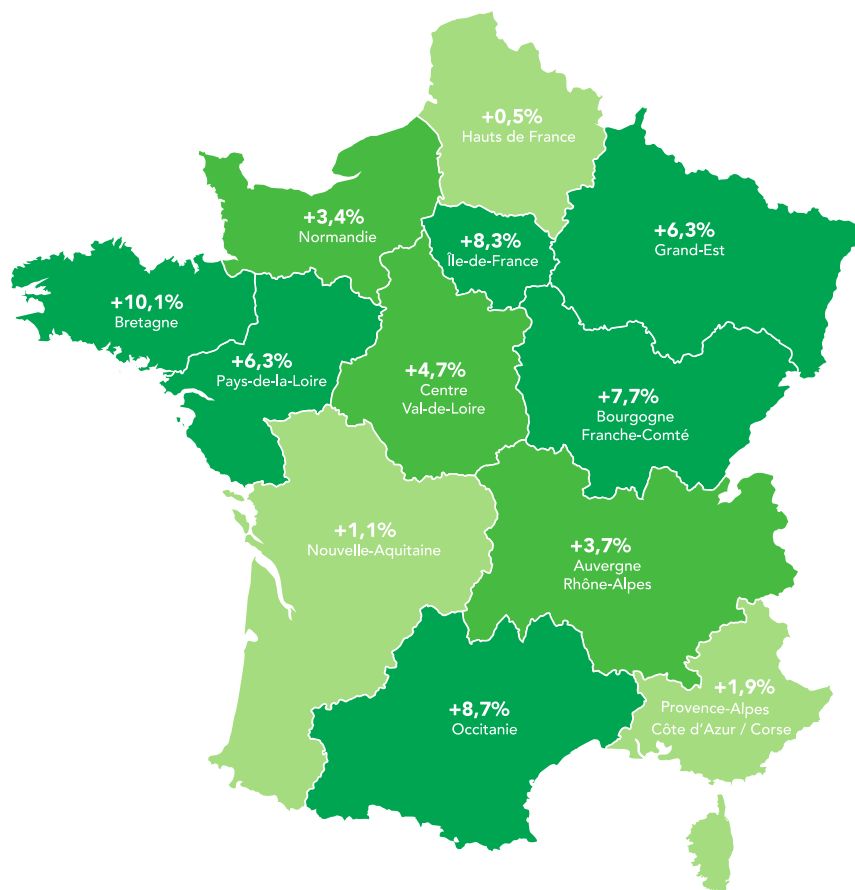 +0,5%
Hauts de France
+3,4%
Normandie
+8,3%
Île-de-France
+6,3%
Grand-Est
+10,1%
Bretagne
+6,3%
Pays-de-la-Loire
+4,7%
Centre
Val-de-Loire
+7,7%
Bourgogne
Franche-Comté
+1,1%
Nouvelle-Aquitaine
+3,7%
Auvergne
Rhône-Alpes
+8,7%
Occitanie
+1,9%
Provence-Alpes
Côte d'Azur / Corse